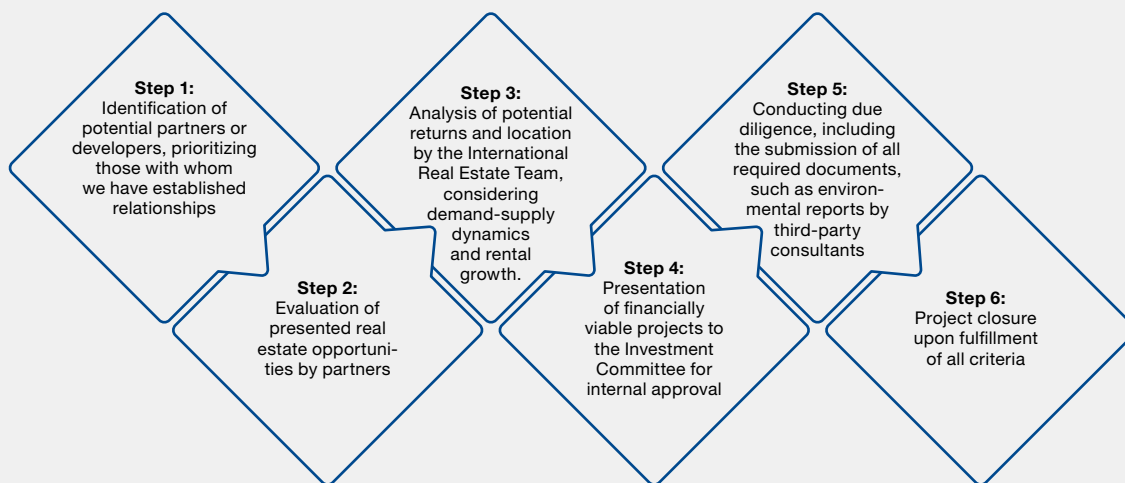 Step 1:
Identification of
potential partners or
developers, prioritizing
those with whom
we have established
relationships
Step 2:
Evaluation of
presented real
estate opportuni-
ties by partners
Step 3:
Analysis of potential
returns and location
by the International
Real Estate Team,
considering
demand-supply
dynamics
and rental
growth.
Step 4:
Presentation
of financially
viable projects to
the Investment
Committee for
internal approval
Step 5:
Conducting due
diligence, including
the submission of all
required documents,
such as environ-
mental reports by
third-party
consultants
Step 6:
Project closure
upon fulfillment
of all criteria